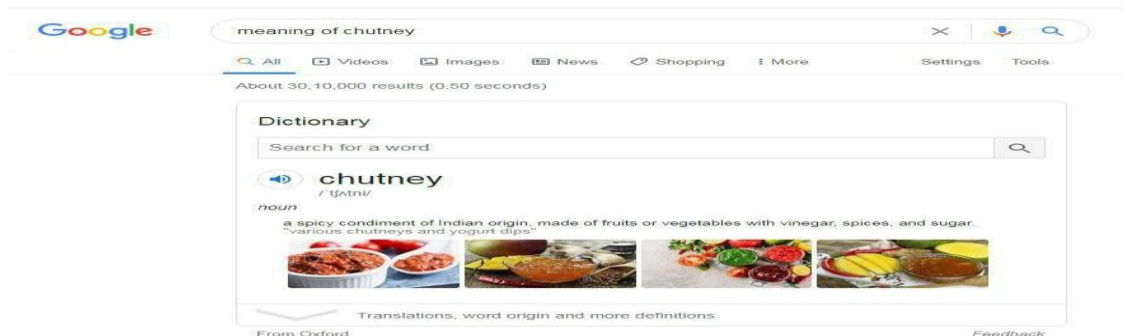 Google
meaning of chutney
All Videos Images News Shopping More Settings Tools
About 30,10,000 results (0.50 seconds)
Dictionary
Search for a word
chutney
/ˈtʃʌtni/
noun
a spicy condiment of Indian origin, made of fruits or vegetables with vinegar, spices, and sugar.
"various chutneys and yogurt dips"
Translations, word origin and more definitions
From Oxford Feedback